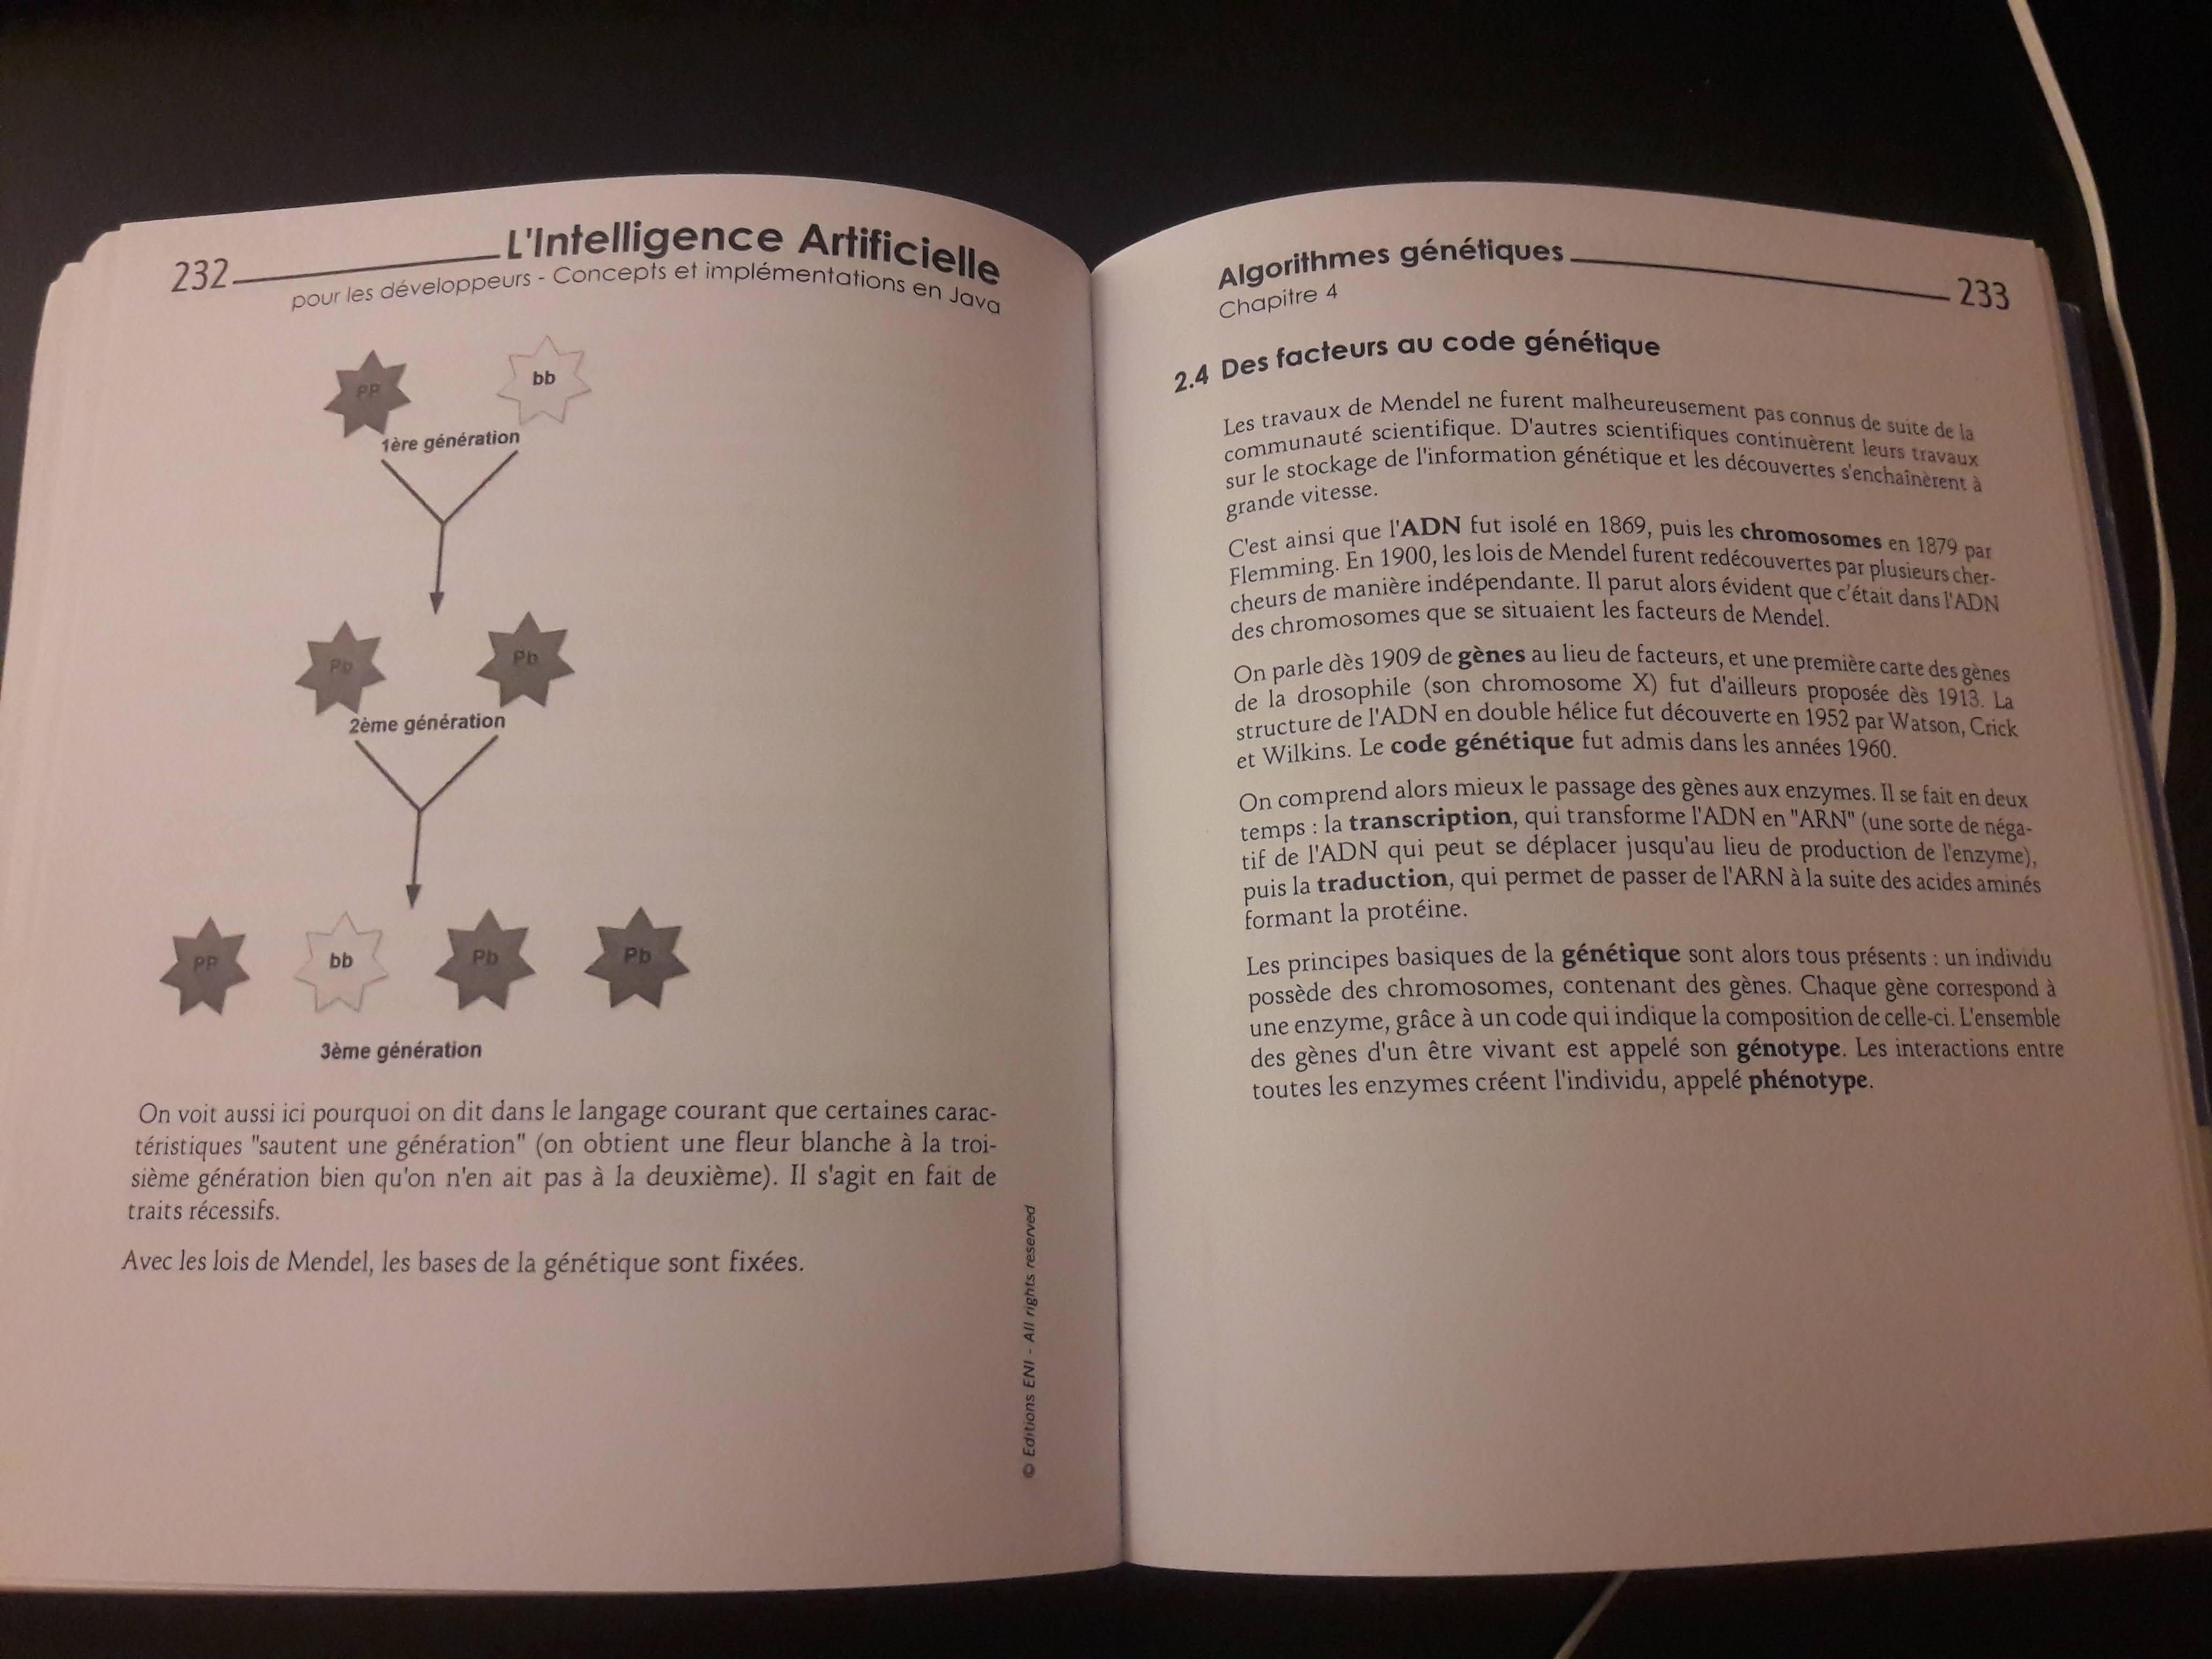 232 L'Intelligence Artificielle
pour les développeurs - Concepts et implémentations en Java
PP bb
1ère génération
Pb Pb
2ème génération
PP bb Pb Pb
3ème génération
On voit aussi ici pourquoi on dit dans le langage courant que certaines carac-
téristiques "sautent une génération" (on obtient une fleur blanche à la troi-
sième génération bien qu'on n'en ait pas à la deuxième). Il s'agit en fait de
traits récessifs.
Avec les lois de Mendel, les bases de la génétique sont fixées.
© Editions ENI - All rights reserved
Algorithmes génétiques 233
Chapitre 4
2.4 Des facteurs au code génétique
Les travaux de Mendel ne furent malheureusement pas connus de suite de la
communauté scientifique. D'autres scientifiques continuèrent leurs travaux
sur le stockage de l'information génétique et les découvertes s'enchaînèrent à
grande vitesse.
C'est ainsi que l'ADN fut isolé en 1869, puis les chromosomes en 1879 par
Flemming. En 1900, les lois de Mendel furent redécouvertes par plusieurs cher-
cheurs de manière indépendante. Il parut alors évident que c'était dans l'ADN
des chromosomes que se situaient les facteurs de Mendel.
On parle dès 1909 de gènes au lieu de facteurs, et une première carte des gènes
de la drosophile (son chromosome X) fut d'ailleurs proposée dès 1913. La
structure de l'ADN en double hélice fut découverte en 1952 par Watson, Crick
et Wilkins. Le code génétique fut admis dans les années 1960.
On comprend alors mieux le passage des gènes aux enzymes. Il se fait en deux
temps : la transcription, qui transforme l'ADN en "ARN" (une sorte de néga-
tif de l'ADN qui peut se déplacer jusqu'au lieu de production de l'enzyme),
puis la traduction, qui permet de passer de l'ARN à la suite des acides aminés
formant la protéine.
Les principes basiques de la génétique sont alors tous présents : un individu
possède des chromosomes, contenant des gènes. Chaque gène correspond à
une enzyme, grâce à un code qui indique la composition de celle-ci. L'ensemble
des gènes d'un être vivant est appelé son génotype. Les interactions entre
toutes les enzymes créent l'individu, appelé phénotype.